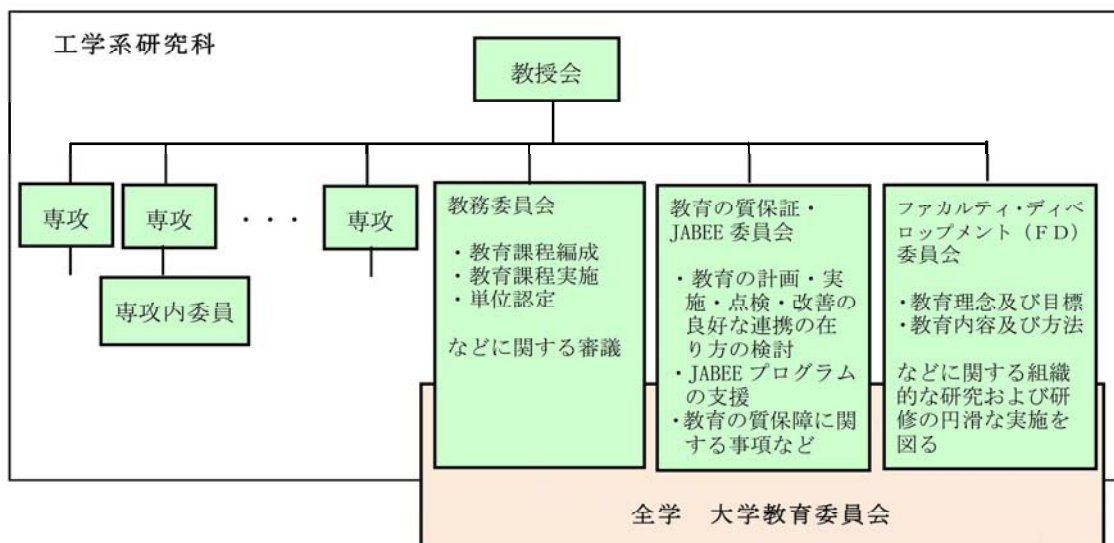 工学系研究科
教授会
専攻
専攻
・・・
専攻
専攻内委員
教務委員会
・教育課程編成
・教育課程実施
・単位認定
などに関する審議
教育の質保証・
JABEE 委員会
・教育の計画・実
施・点検・改善の
良好な連携の在
り方の検討
・JABEE プログラム
の支援
・教育の質保障に関
する事項など
ファカルティ・ディベ
ロップメント（ＦＤ）
委員会
・教育理念及び目標
・教育内容及び方法
などに関する組織
的な研究および研
修の円滑な実施を
図る
全学　大学教育委員会